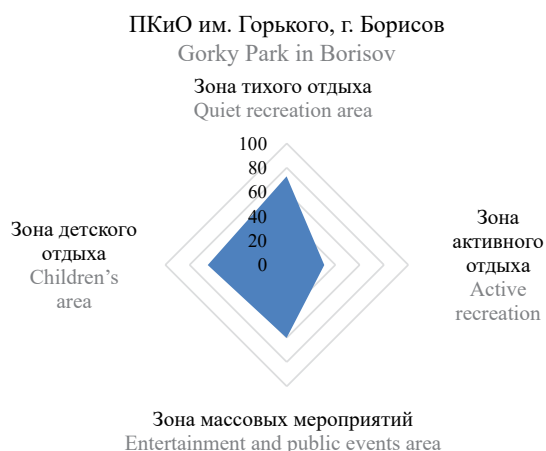 ПКиО им. Горького, г. Борисов
Gorky Park in Borisov
Зона тихого отдыха
Quiet recreation area
100
80
60
40
20
0
Зона детского
отдыха
Children’s
area
Зона
активного
отдыха
Active
recreation
Зона массовых мероприятий
Entertainment and public events area